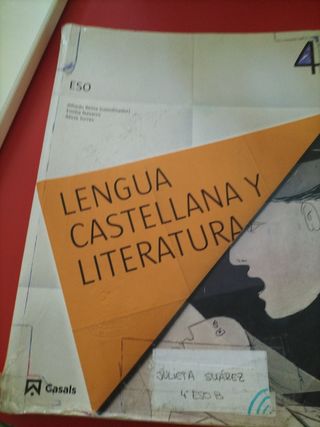 4
ESO
LENGUA
CASTELLANA Y
LITERATURA
Casals
JULIETA SUÁREZ
4º ESO B